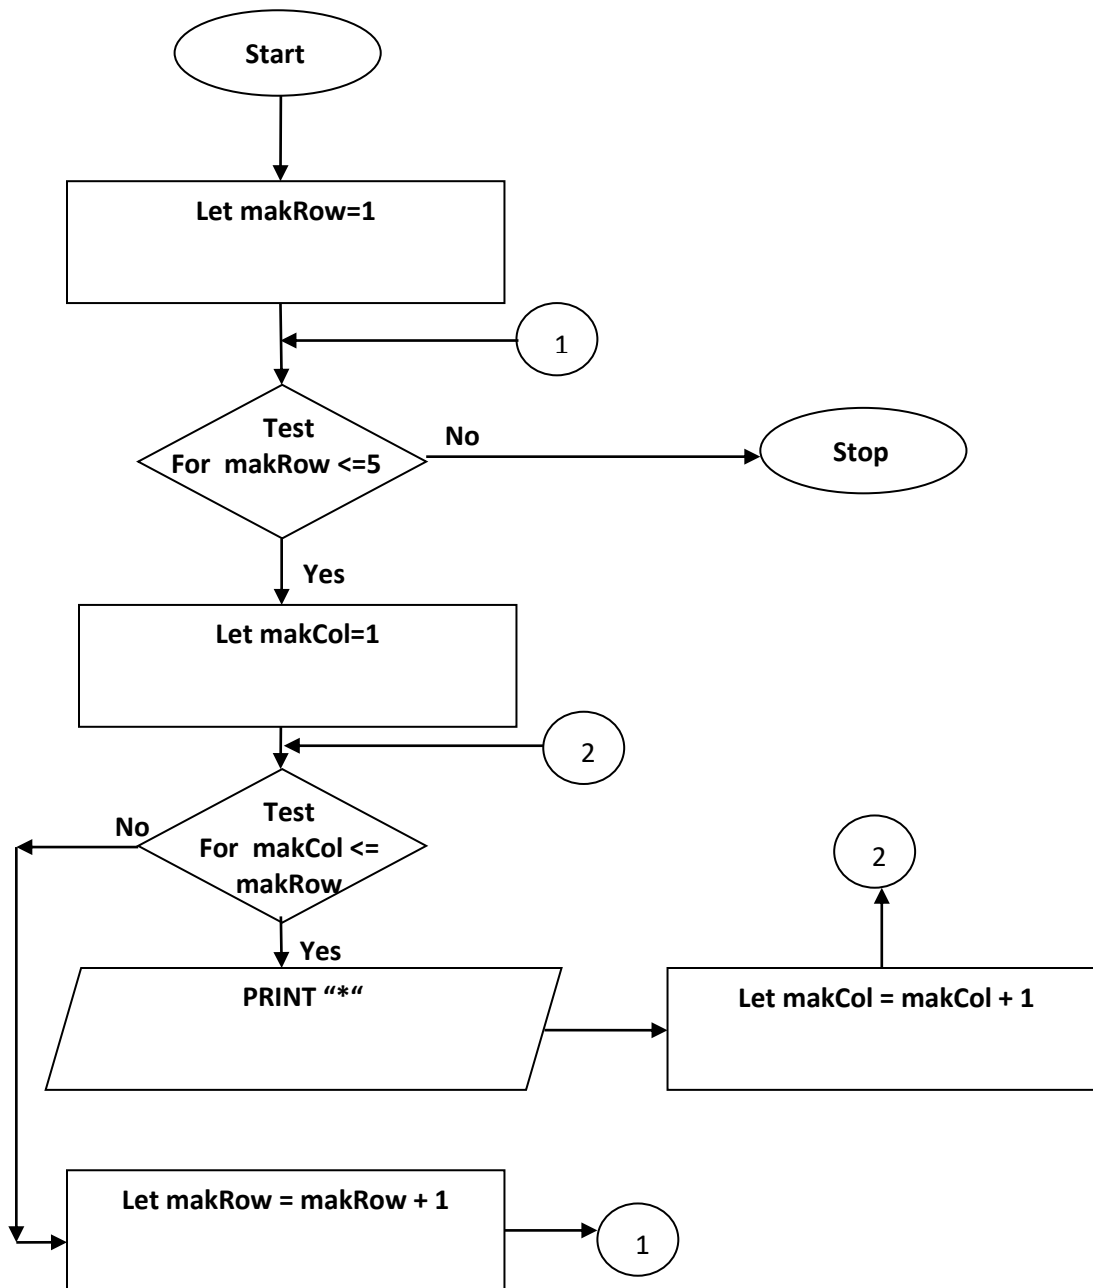 Start
Let makRow=1
1
Test
For  makRow <=5
No
Stop
Yes
Let makCol=1
2
Test
For  makCol <=
makRow
No
2
Yes
PRINT “*“
Let makCol = makCol + 1
Let makRow = makRow + 1
1